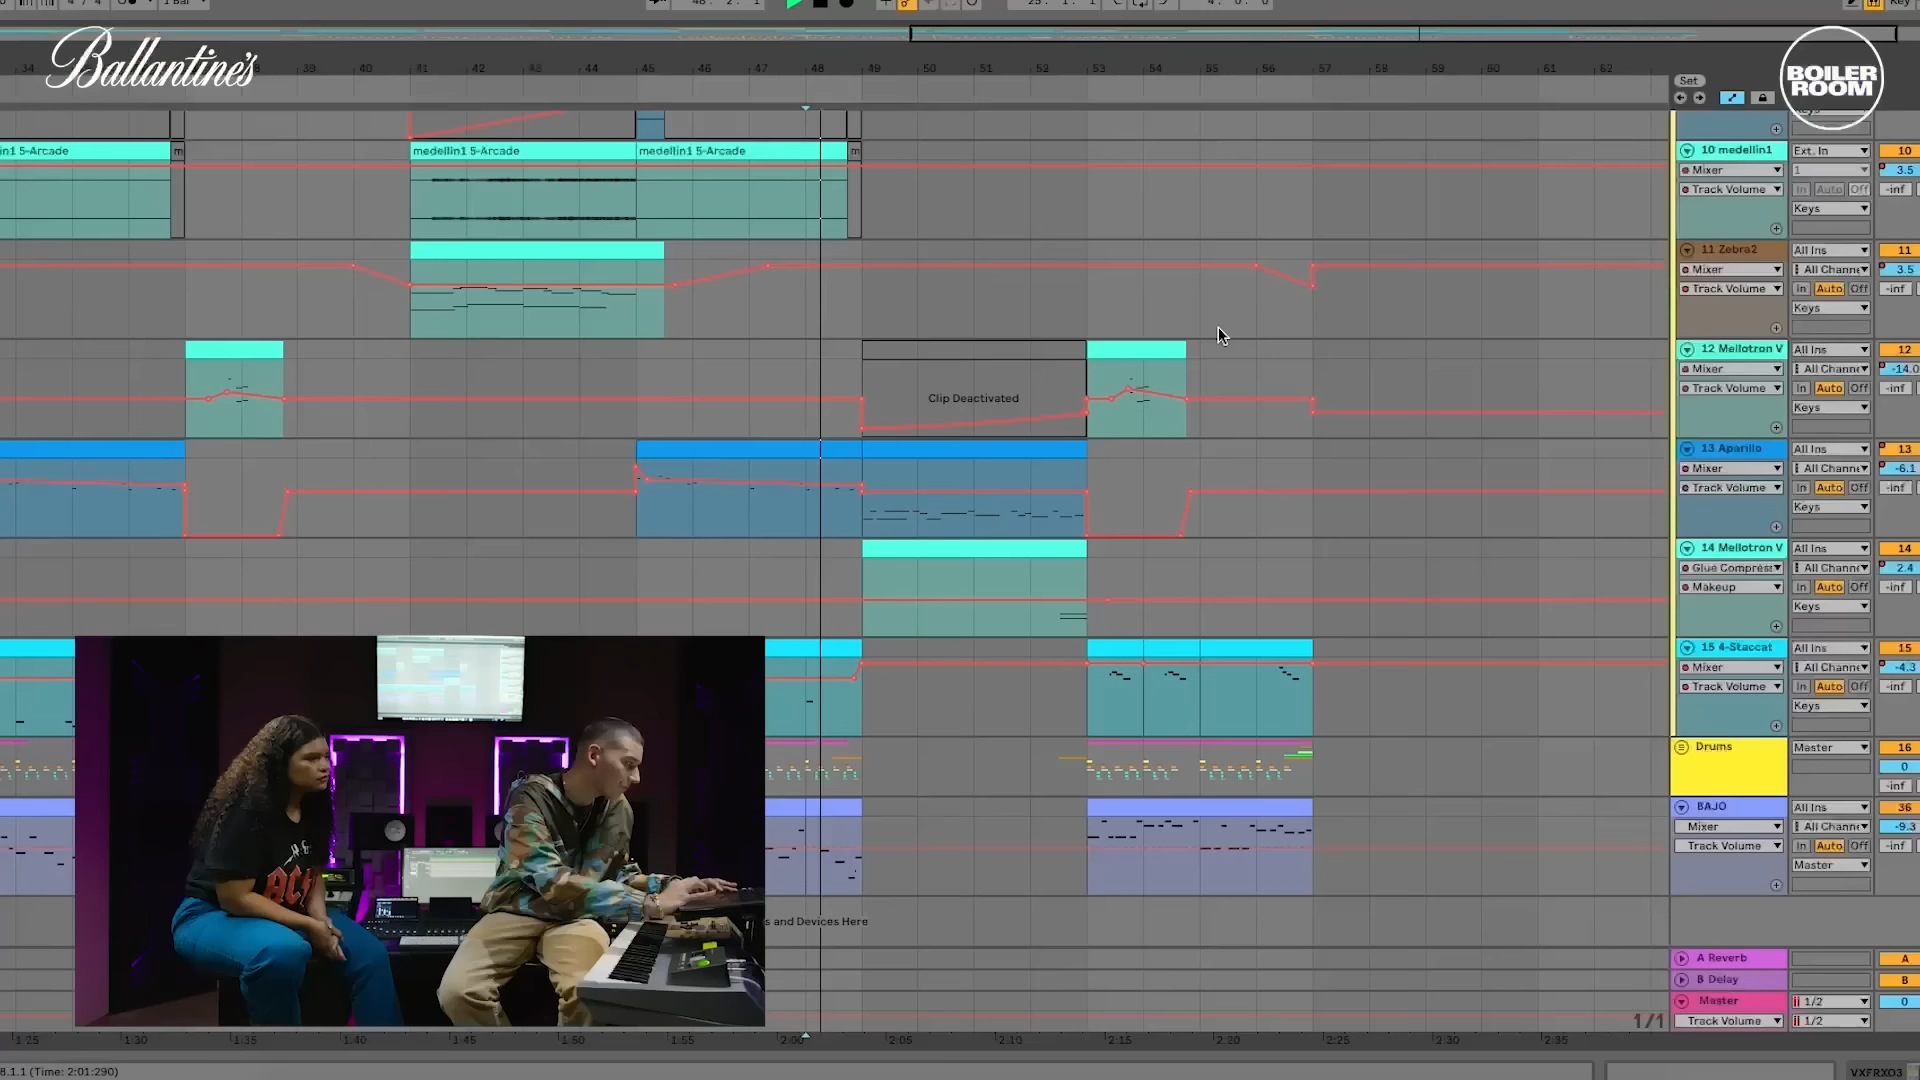 Ballantine's
BOILER
ROOM
34 39 40 41 42 43 44 45 46 47 48 49 50 51 52 53 54 55 56 57 58 59 60 61 62
Set
in1 5-Arcade
m
medellin1 5-Arcade
medellin1 5-Arcade
m
10 medellin1
Ext. In
10
Mixer
1
3.5
Track Volume
In Auto Off
-inf
Keys
11 Zebra2
All Ins
11
Mixer
All Channe
3.5
Track Volume
In Auto Off
-inf
Keys
Clip Deactivated
12 Mellotron V
All Ins
12
Mixer
All Channe
-14.0
Track Volume
In Auto Off
-inf
Keys
13 Aparillo
All Ins
13
Mixer
All Channe
-6.1
Track Volume
In Auto Off
-inf
Keys
14 Mellotron V
All Ins
14
Glue Compress
All Channe
2.4
Makeup
In Auto Off
-inf
Keys
15 4-Staccat
All Ins
15
Mixer
All Channe
-4.3
Track Volume
In Auto Off
-inf
Keys
Drums
Master
16
0
-inf
BAJO
All Ins
36
Mixer
All Channe
-9.3
Track Volume
In Auto Off
-inf
Master
s and Devices Here
A Reverb
A
B Delay
B
Master
1/2
0
1/1
Track Volume
1/2
1:25 1:30 1:35 1:40 1:45 1:50 1:55 2:00 2:05 2:10 2:15 2:20 2:25 2:30 2:35
8.1.1 (Time: 2:01:290)
VXFRXO3